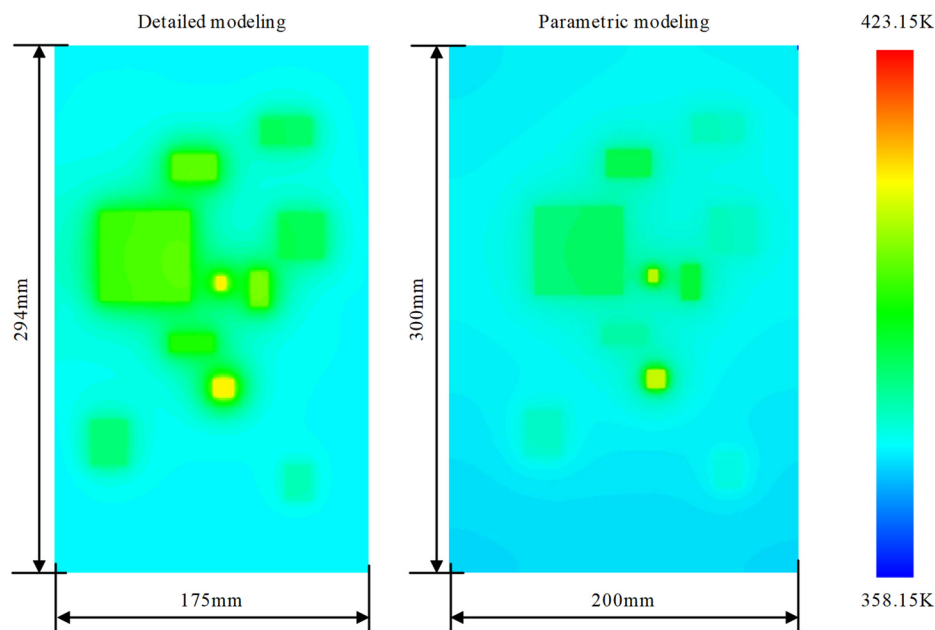 Detailed modeling
Parametric modeling
423.15K
294mm
300mm
175mm
200mm
358.15K